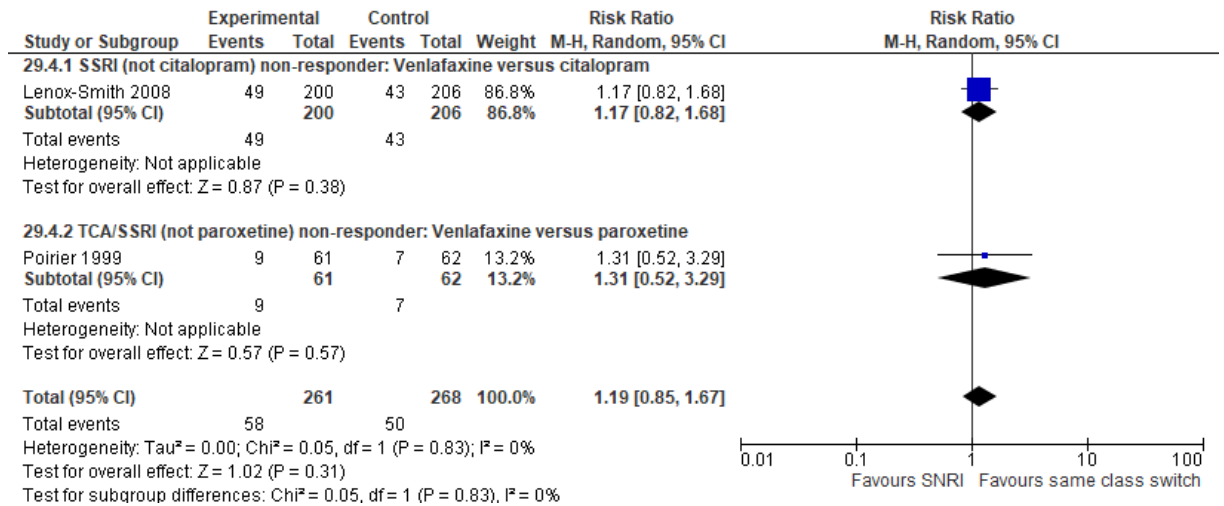 Experimental Control Risk Ratio Risk Ratio
Study or Subgroup Events Total Events Total Weight M-H, Random, 95% CI M-H, Random, 95% CI
29.4.1 SSRI (not citalopram) non-responder: Venlafaxine versus citalopram
Lenox-Smith 2008 49 200 43 206 86.8% 1.17 [0.82, 1.68]
Subtotal (95% CI) 200 206 86.8% 1.17 [0.82, 1.68]
Total events 49 43
Heterogeneity: Not applicable
Test for overall effect: Z = 0.87 (P = 0.38)
29.4.2 TCA/SSRI (not paroxetine) non-responder: Venlafaxine versus paroxetine
Poirier 1999 9 61 7 62 13.2% 1.31 [0.52, 3.29]
Subtotal (95% CI) 61 62 13.2% 1.31 [0.52, 3.29]
Total events 9 7
Heterogeneity: Not applicable
Test for overall effect: Z = 0.57 (P = 0.57)
Total (95% CI) 261 268 100.0% 1.19 [0.85, 1.67]
Total events 58 50
Heterogeneity: Tau² = 0.00; Chi² = 0.05, df = 1 (P = 0.83); I² = 0%
Test for overall effect: Z = 1.02 (P = 0.31)
Test for subgroup differences: Chi² = 0.05, df = 1 (P = 0.83), I² = 0%
0.01 0.1 1 10 100
Favours SNRI Favours same class switch